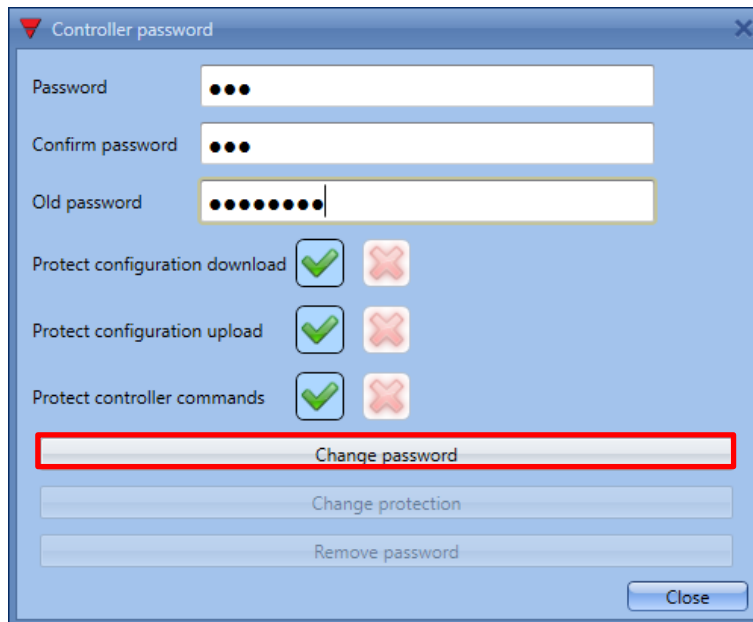 Controller password
Password ●●●
Confirm password ●●●
Old password ●●●●●●●●
Protect configuration download
Protect configuration upload
Protect controller commands
Change password
Change protection
Remove password
Close